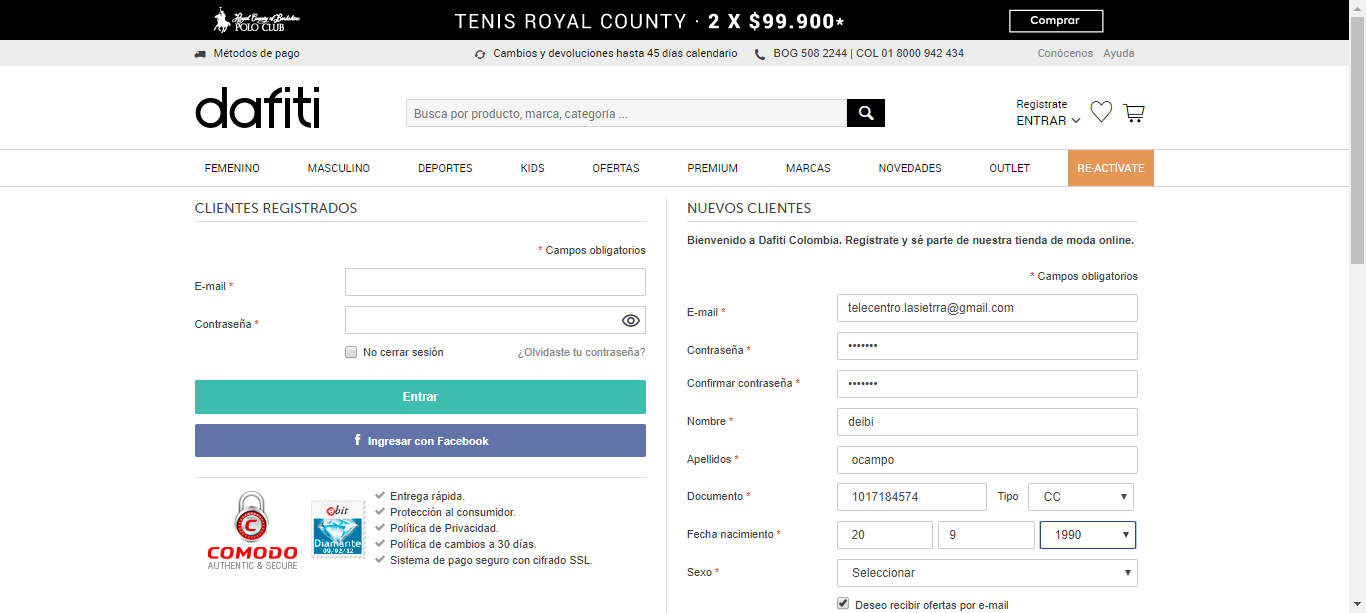 Royal County of Berkshire
POLO CLUB
TENIS ROYAL COUNTY · 2 X $99.900*
Comprar
Métodos de pago
Cambios y devoluciones hasta 45 días calendario
BOG 508 2244 | COL 01 8000 942 434
Conócenos
Ayuda
dafiti
Busca por producto, marca, categoría ...
Registrate
ENTRAR
FEMENINO
MASCULINO
DEPORTES
KIDS
OFERTAS
PREMIUM
MARCAS
NOVEDADES
OUTLET
RE-ACTÍVATE
CLIENTES REGISTRADOS
* Campos obligatorios
E-mail *
Contraseña *
No cerrar sesión
¿Olvidaste tu contraseña?
Entrar
f Ingresar con Facebook
C
COMODO
AUTHENTIC & SECURE
ebit
Diamante
09/02/12
Entrega rápida.
Protección al consumidor.
Política de Privacidad.
Política de cambios a 30 días.
Sistema de pago seguro con cifrado SSL.
NUEVOS CLIENTES
Bienvenido a Dafiti Colombia. Registrate y sé parte de nuestra tienda de moda online.
* Campos obligatorios
E-mail * telecentro.lasietrra@gmail.com
Contraseña * •••••••
Confirmar contraseña * •••••••
Nombre * deibi
Apellidos * ocampo
Documento * 1017184574 Tipo CC
Fecha nacimiento * 20 9 1990
Sexo * Seleccionar
Deseo recibir ofertas por e-mail